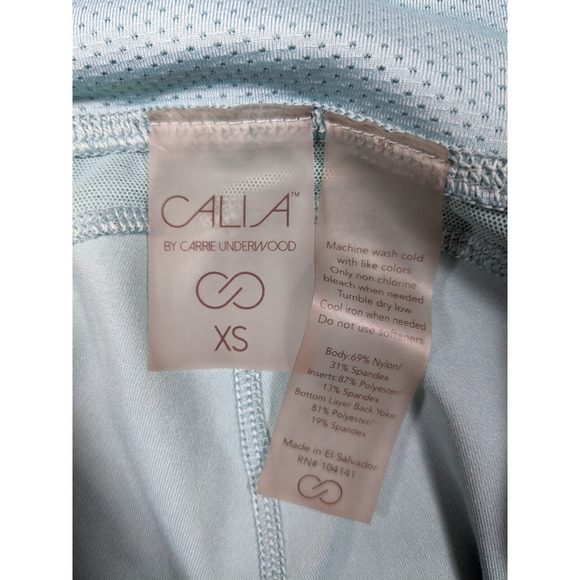 CALIA™
BY CARRIE UNDERWOOD
XS
Machine wash cold
with like colors
Only non chlorine
bleach when needed
Tumble dry low
Cool iron when needed
Do not use softeners
Body:69% Nylon/
31% Spandex
Inserts:87% Polyester/
13% Spandex
Bottom Layer Back Yoke:
81% Polyester/
19% Spandex
Made in El Salvador
RN# 104141